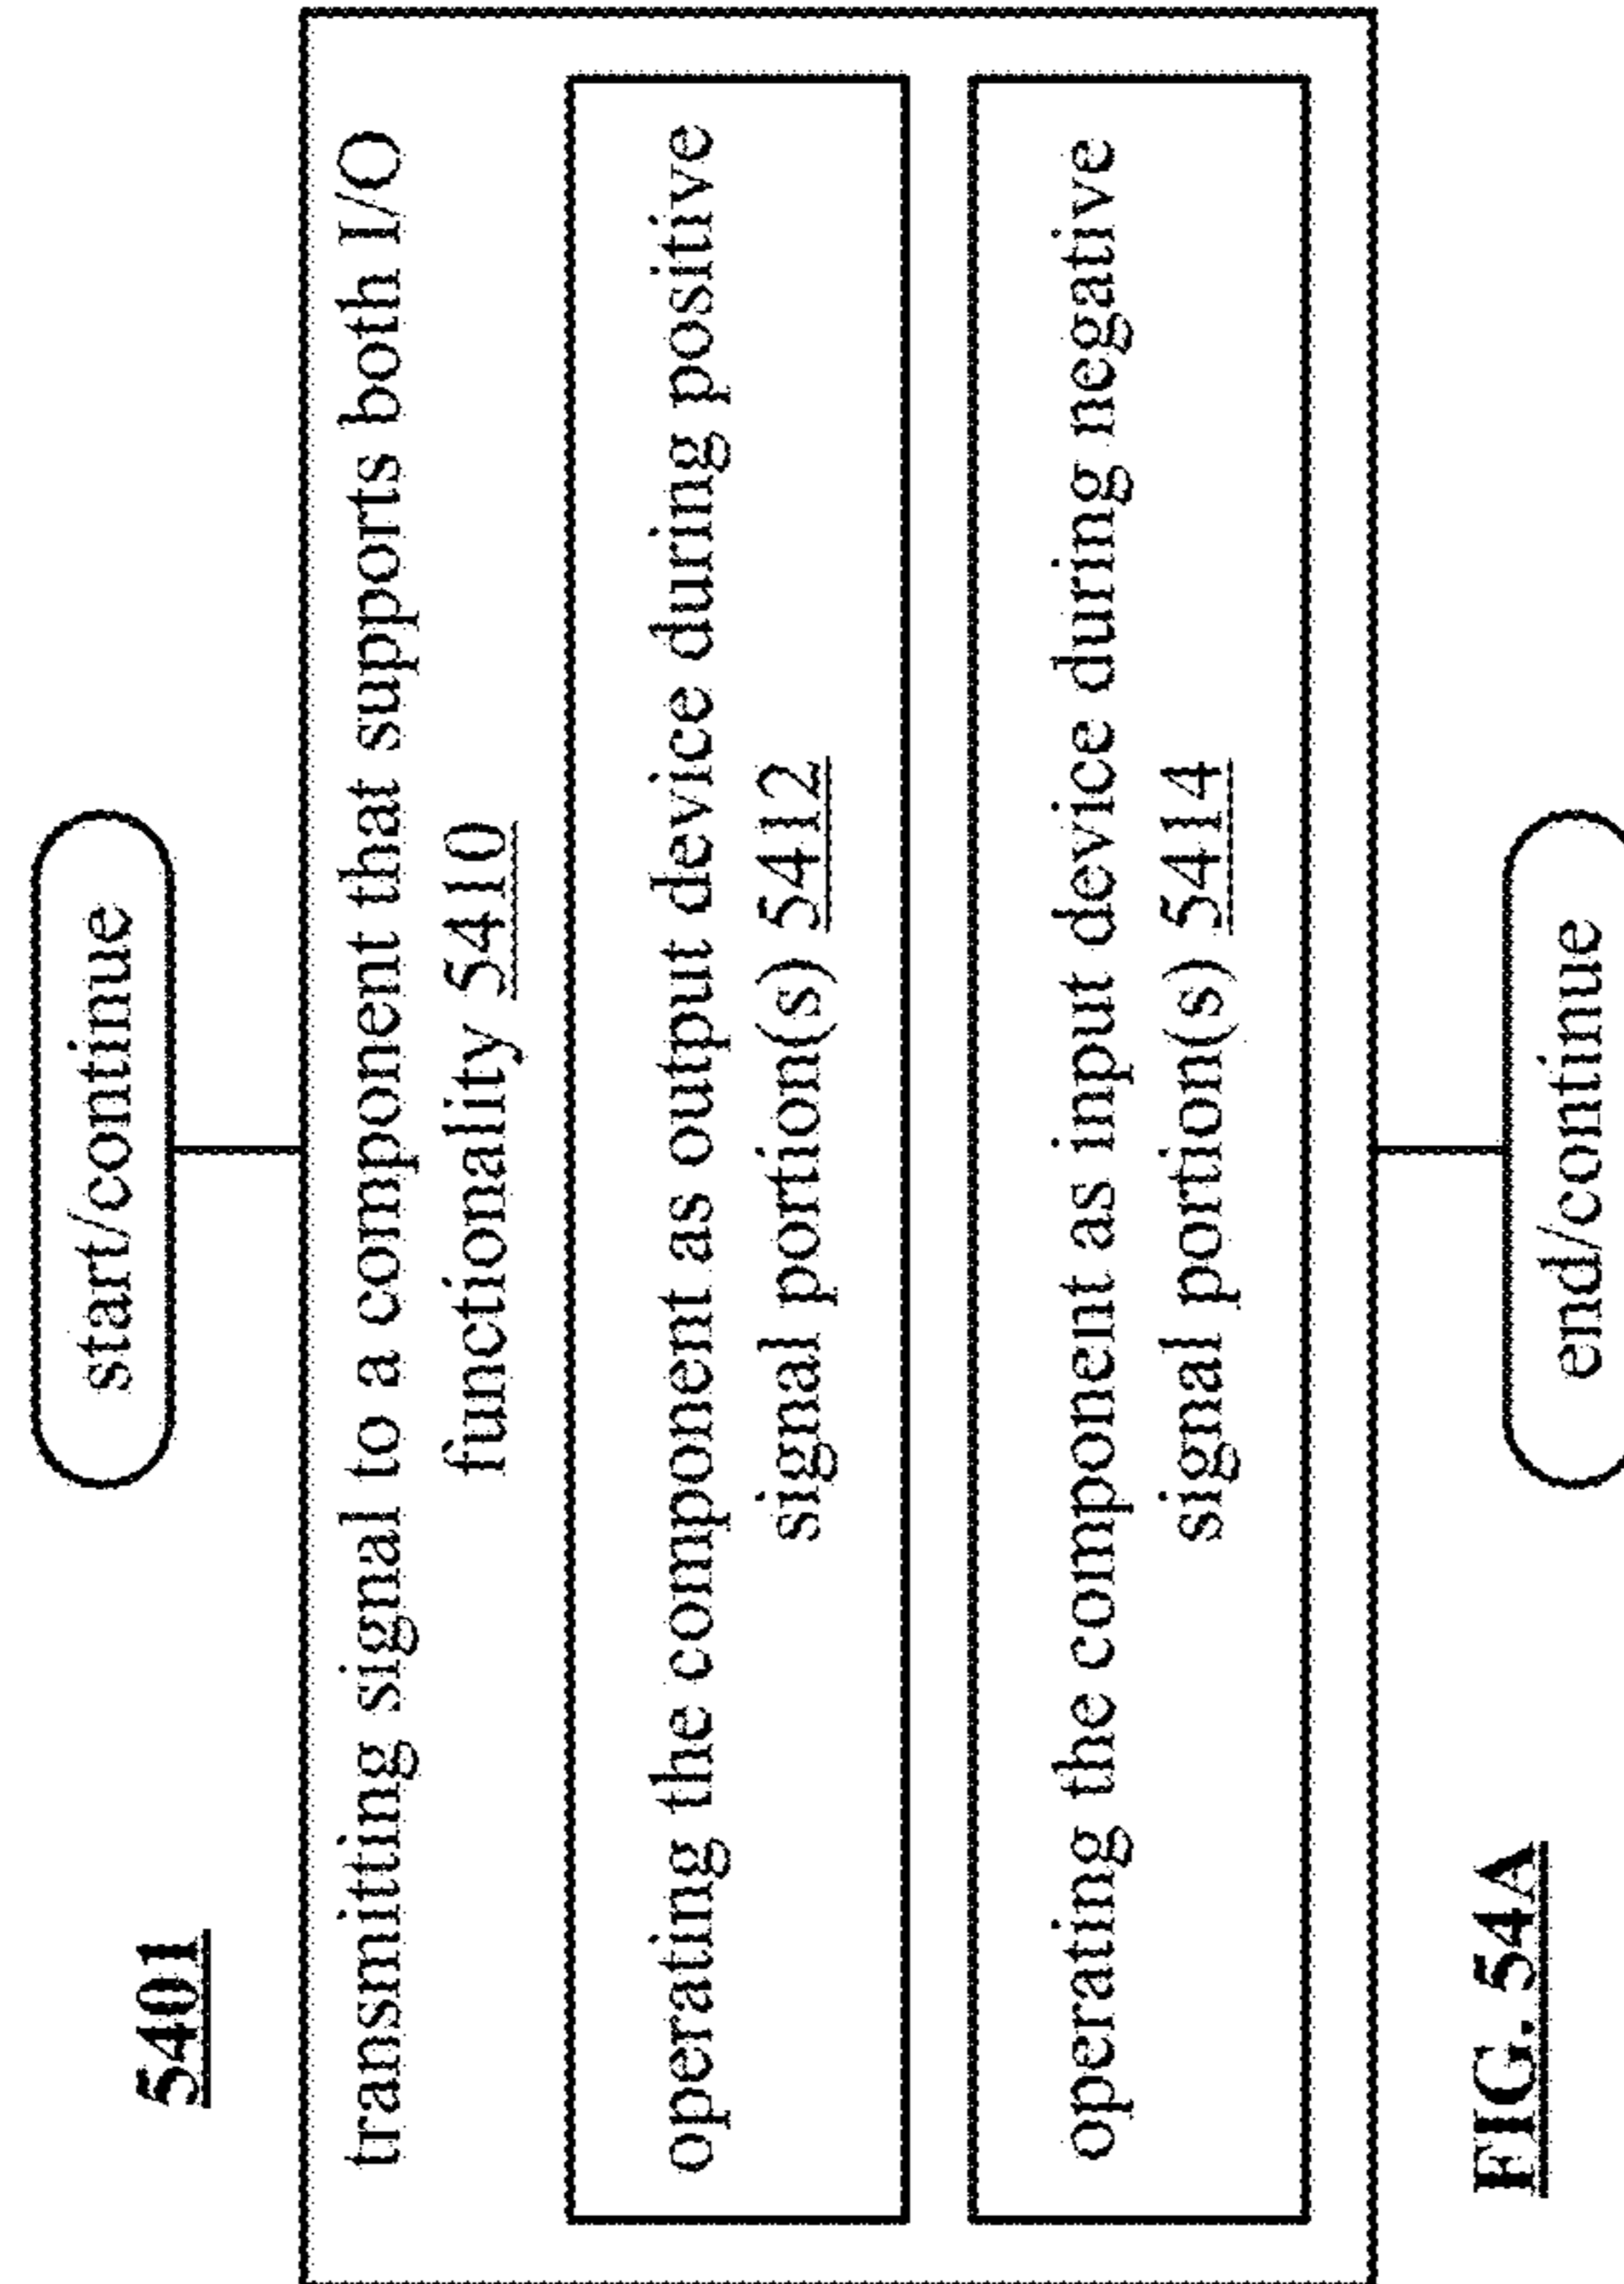 5401
start/continue
transmitting signal to a component that supports both I/O
functionality 5410
operating the component as output device during positive
signal portion(s) 5412
operating the component as input device during negative
signal portion(s) 5414
end/continue
FIG. 54A